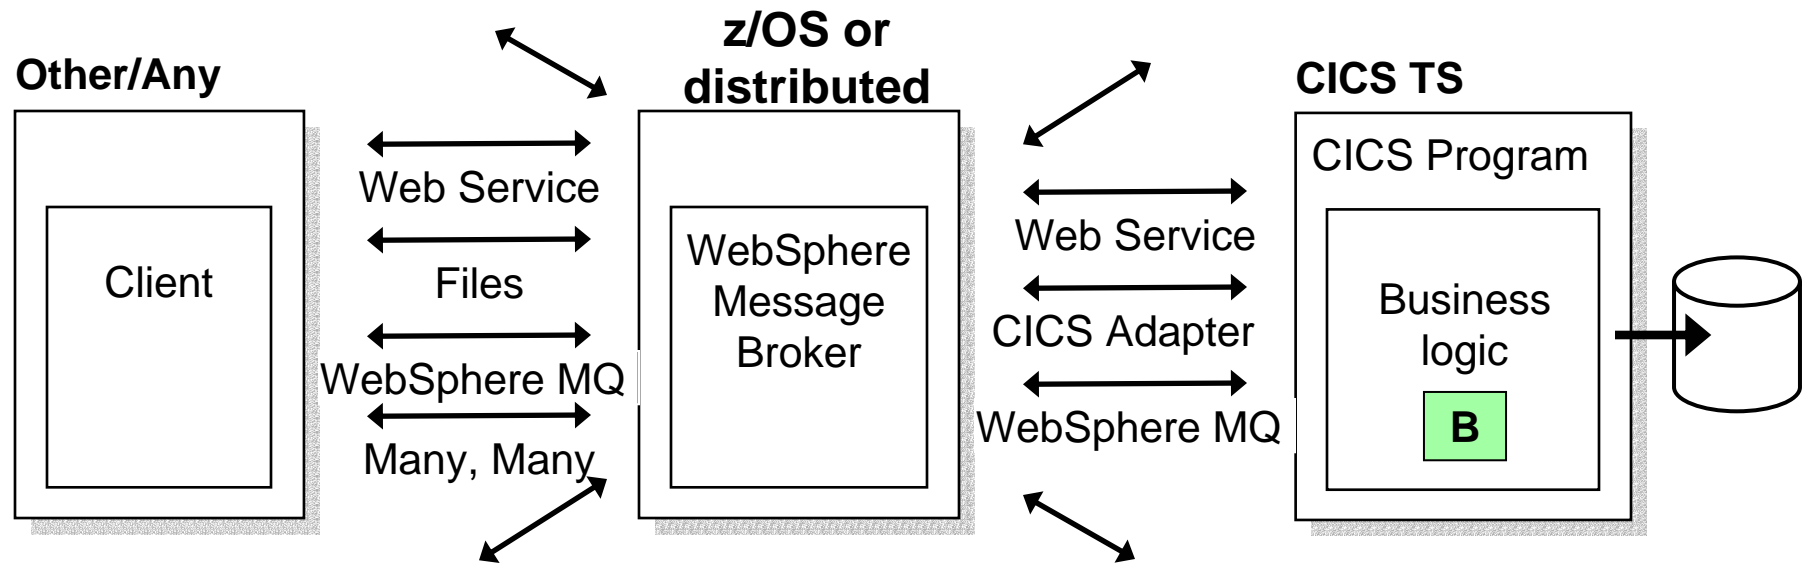 z/OS or
distributed
Other/Any
Client
Web Service
Files
WebSphere MQ
Many, Many
WebSphere
Message
Broker
Web Service
CICS Adapter
WebSphere MQ
CICS TS
CICS Program
Business
logic
B